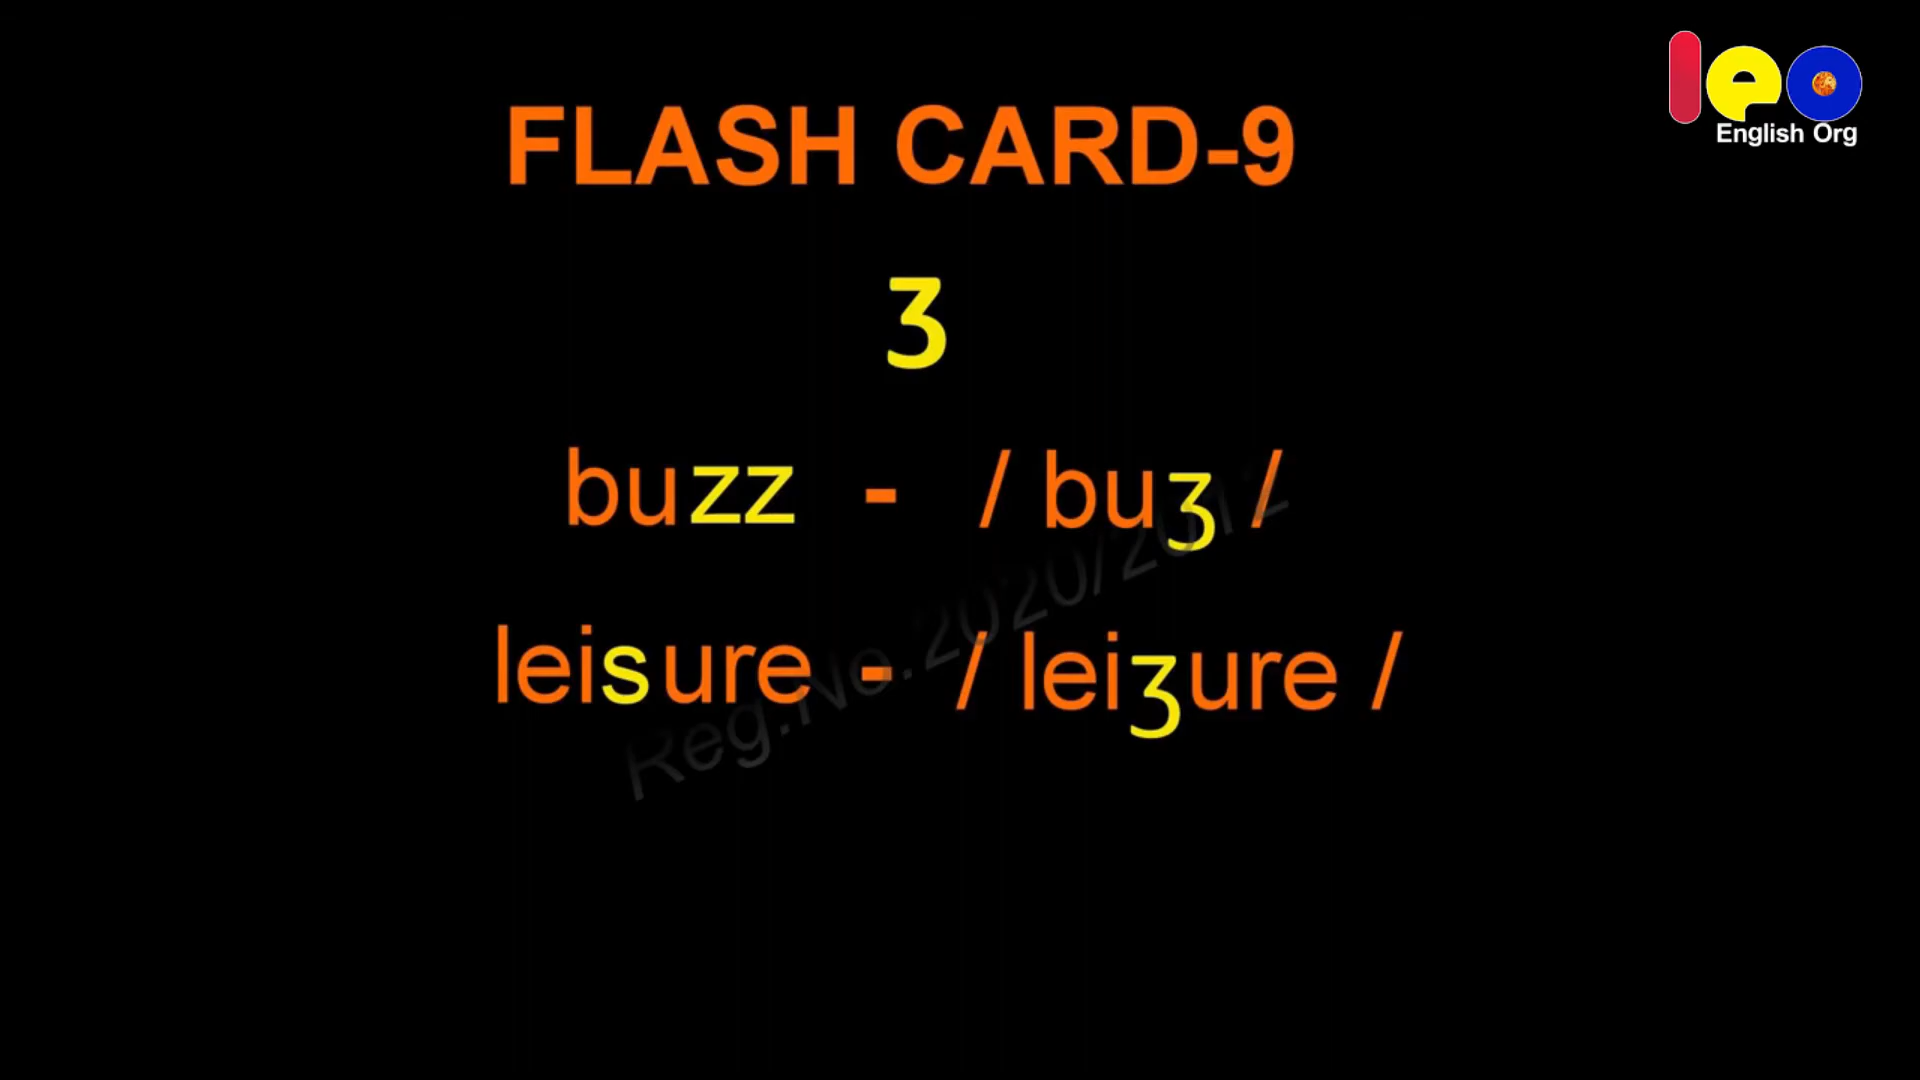 leo
English Org
FLASH CARD-9
ʒ
buzz - / buʒ /
leisure - / leiʒure /
Reg.No.2020/2012